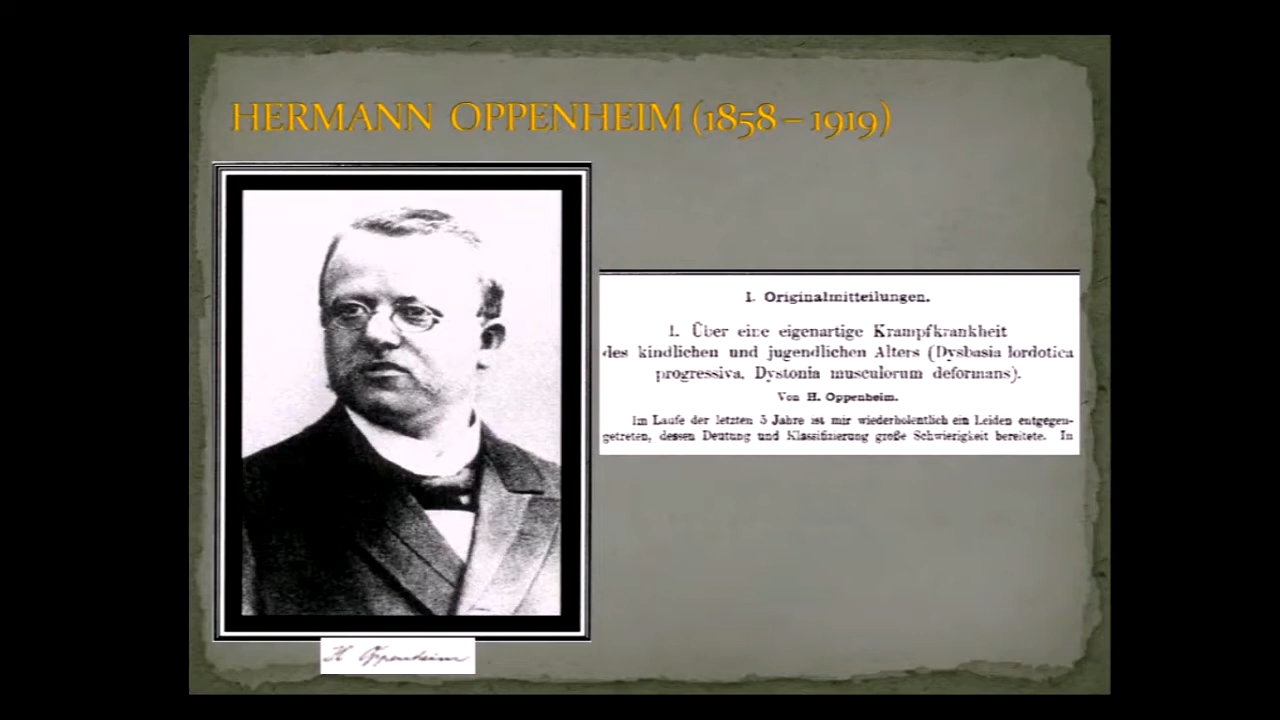 HERMANN OPPENHEIM (1858 – 1919)
I. Originalmitteilungen.
1. Über eine eigenartige Krampfkrankheit
des kindlichen und jugendlichen Alters (Dysbasia lordotica
progressiva, Dystonia musculorum deformans).
Von H. Oppenheim.
Im Laufe der letzten 5 Jahre ist mir wiederholentlich ein Leiden entgegen-
getreten, dessen Deutung und Klassifizierung große Schwierigkeit bereitete. In
H Oppenheim